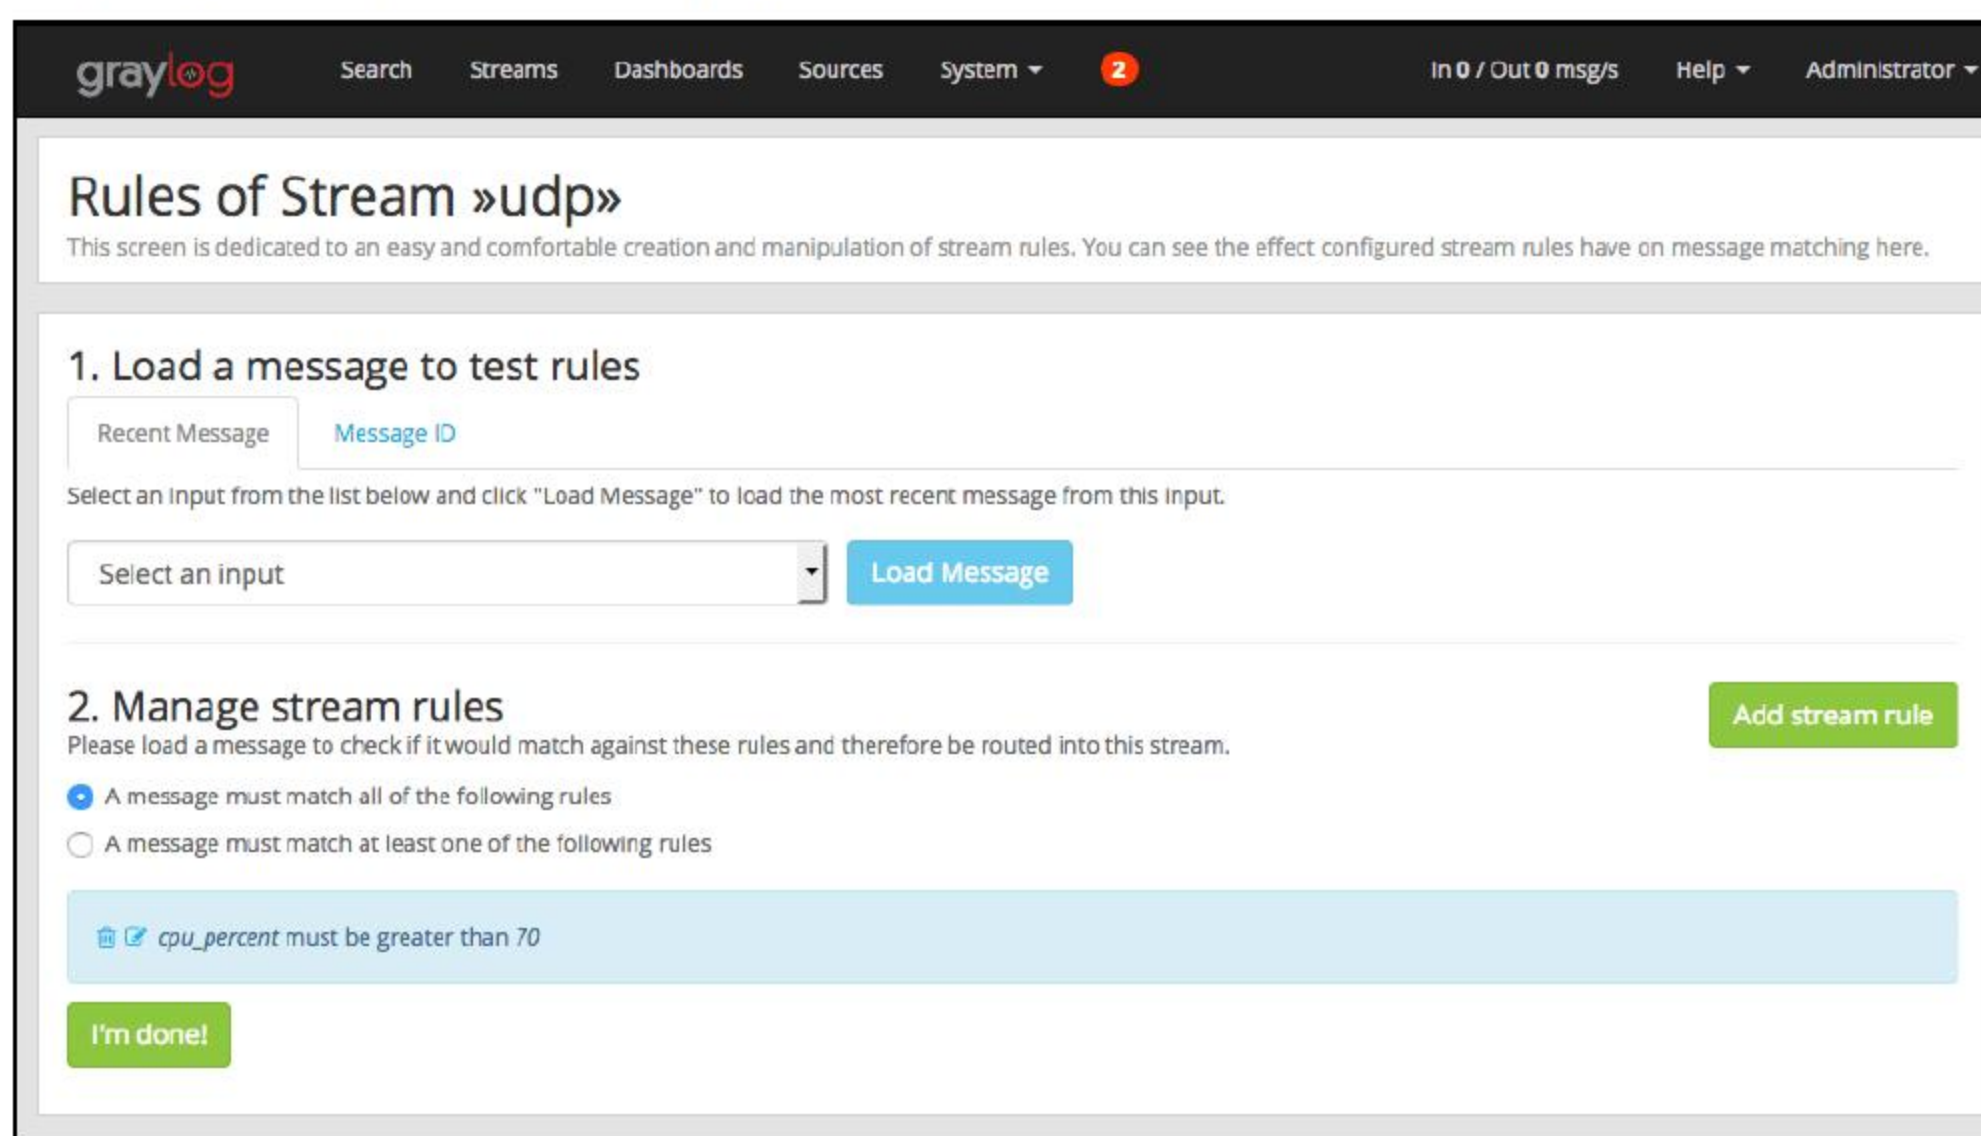 graylog Search Streams Dashboards Sources System 2 In 0 / Out 0 msg/s Help Administrator
Rules of Stream »udp»
This screen is dedicated to an easy and comfortable creation and manipulation of stream rules. You can see the effect configured stream rules have on message matching here.
1. Load a message to test rules
Recent Message Message ID
Select an input from the list below and click "Load Message" to load the most recent message from this input.
Select an input Load Message
2. Manage stream rules
Add stream rule
Please load a message to check if it would match against these rules and therefore be routed into this stream.
A message must match all of the following rules
A message must match at least one of the following rules
cpu_percent must be greater than 70
I'm done!